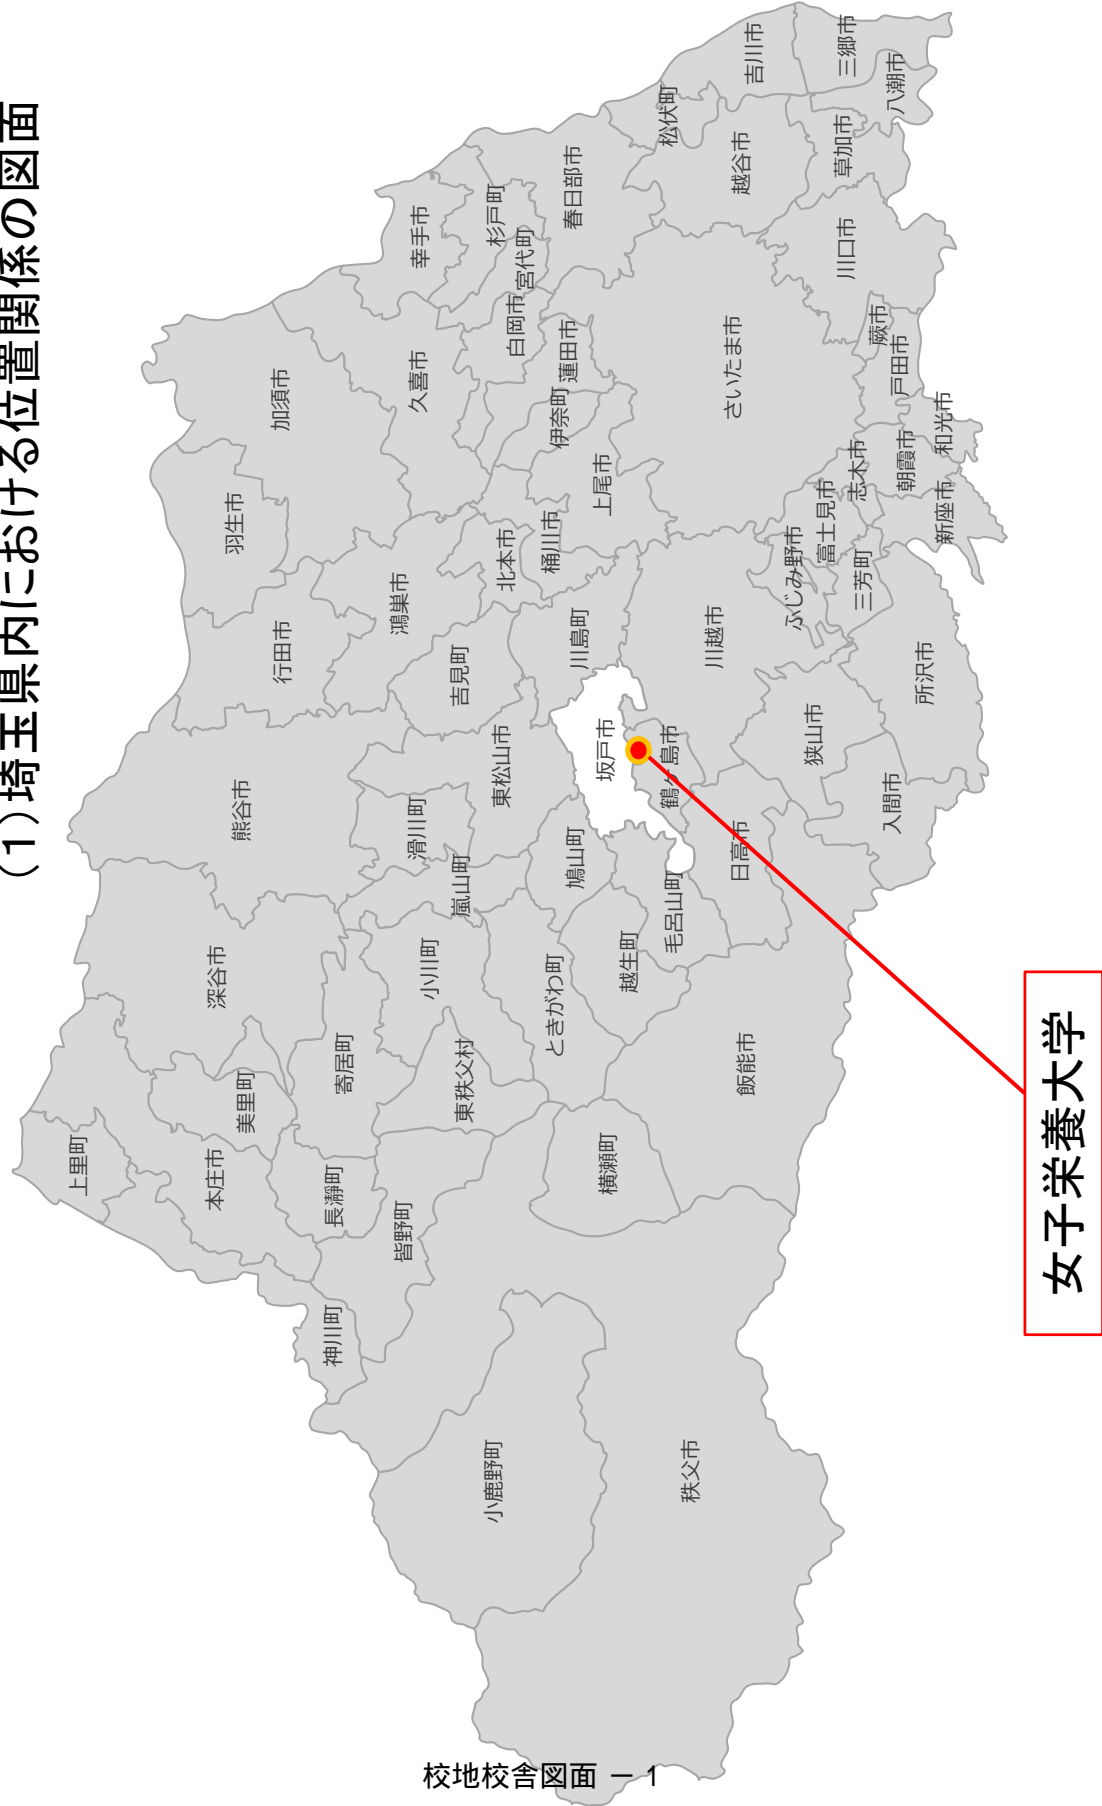 （１）埼玉県内における位置関係の図面
上里町
本庄市
美里町
深谷市
神川町
長瀞町
寄居町
皆野町
熊谷市
行田市
羽生市
加須市
久喜市
幸手市
杉戸町
宮代町
白岡市
蓮田市
伊奈町
上尾市
桶川市
北本市
鴻巣市
吉見町
川島町
東松山市
滑川町
嵐山町
小川町
東秩父村
ときがわ町
鳩山町
越生町
毛呂山町
坂戸市
鶴ヶ島市
日高市
飯能市
横瀬町
小鹿野町
秩父市
春日部市
松伏町
吉川市
三郷市
八潮市
越谷市
草加市
川口市
さいたま市
蕨市
戸田市
和光市
朝霞市
志木市
新座市
富士見市
ふじみ野市
三芳町
川越市
所沢市
狭山市
入間市
女子栄養大学
校地校舎図面 － 1